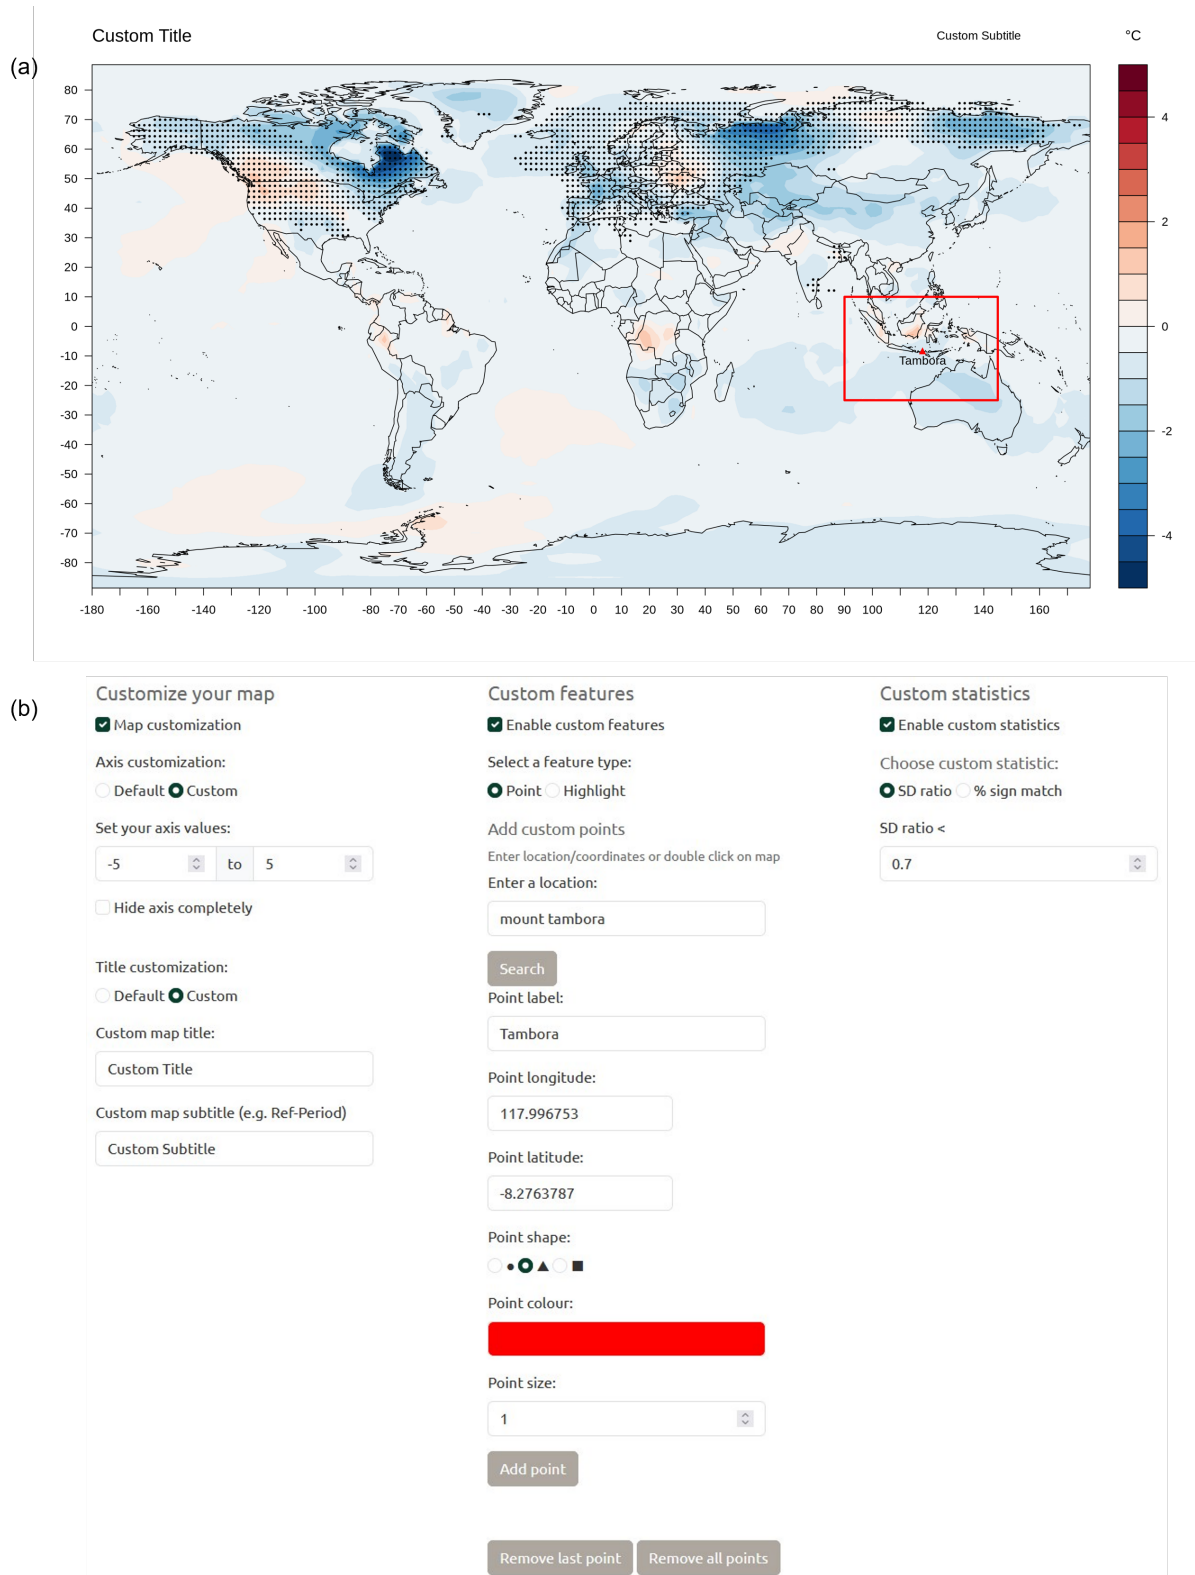 Custom Title
Custom Subtitle
°C
(a)
80
70
60
50
40
30
20
10
0
-10
-20
-30
-40
-50
-60
-70
-80
Tambora
4
2
0
-2
-4
-180 -160 -140 -120 -100 -80 -70 -60 -50 -40 -30 -20 -10 0 10 20 30 40 50 60 70 80 90 100 120 140 160
(b)
Customize your map
Map customization
Axis customization:
Default Custom
Set your axis values:
-5 to 5
Hide axis completely
Title customization:
Default Custom
Custom map title:
Custom Title
Custom map subtitle (e.g. Ref-Period)
Custom Subtitle
Custom features
Enable custom features
Select a feature type:
Point Highlight
Add custom points
Enter location/coordinates or double click on map
Enter a location:
mount tambora
Search
Point label:
Tambora
Point longitude:
117.996753
Point latitude:
-8.2763787
Point shape:
Point colour:
Point size:
1
Add point
Remove last point Remove all points
Custom statistics
Enable custom statistics
Choose custom statistic:
SD ratio % sign match
SD ratio <
0.7